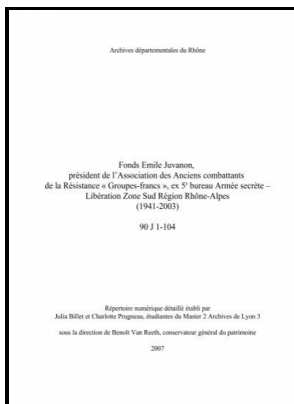 Archives départementales du Rhône
Fonds Emile Juvanon,
président de l'Association des Anciens combattants
de la Résistance « Groupes-francs », ex 5e bureau Armée secrète –
Libération Zone Sud Région Rhône-Alpes
(1941-2003)
90 J 1-104
Répertoire numérique détaillé établi par
Julia Billet et Charlotte Prugneau, étudiantes du Master 2 Archives de Lyon 3
sous la direction de Benoît Van Reeth, conservateur général du patrimoine
2007